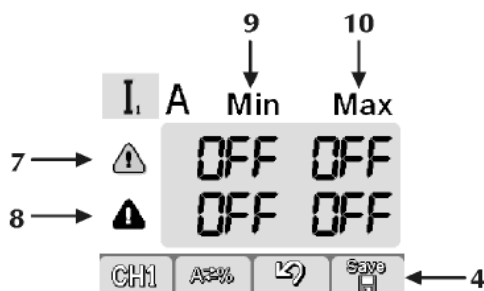 9 10
I₁ A Min Max
7 OFF OFF
8 OFF OFF
CH1 A⇄% Save 4